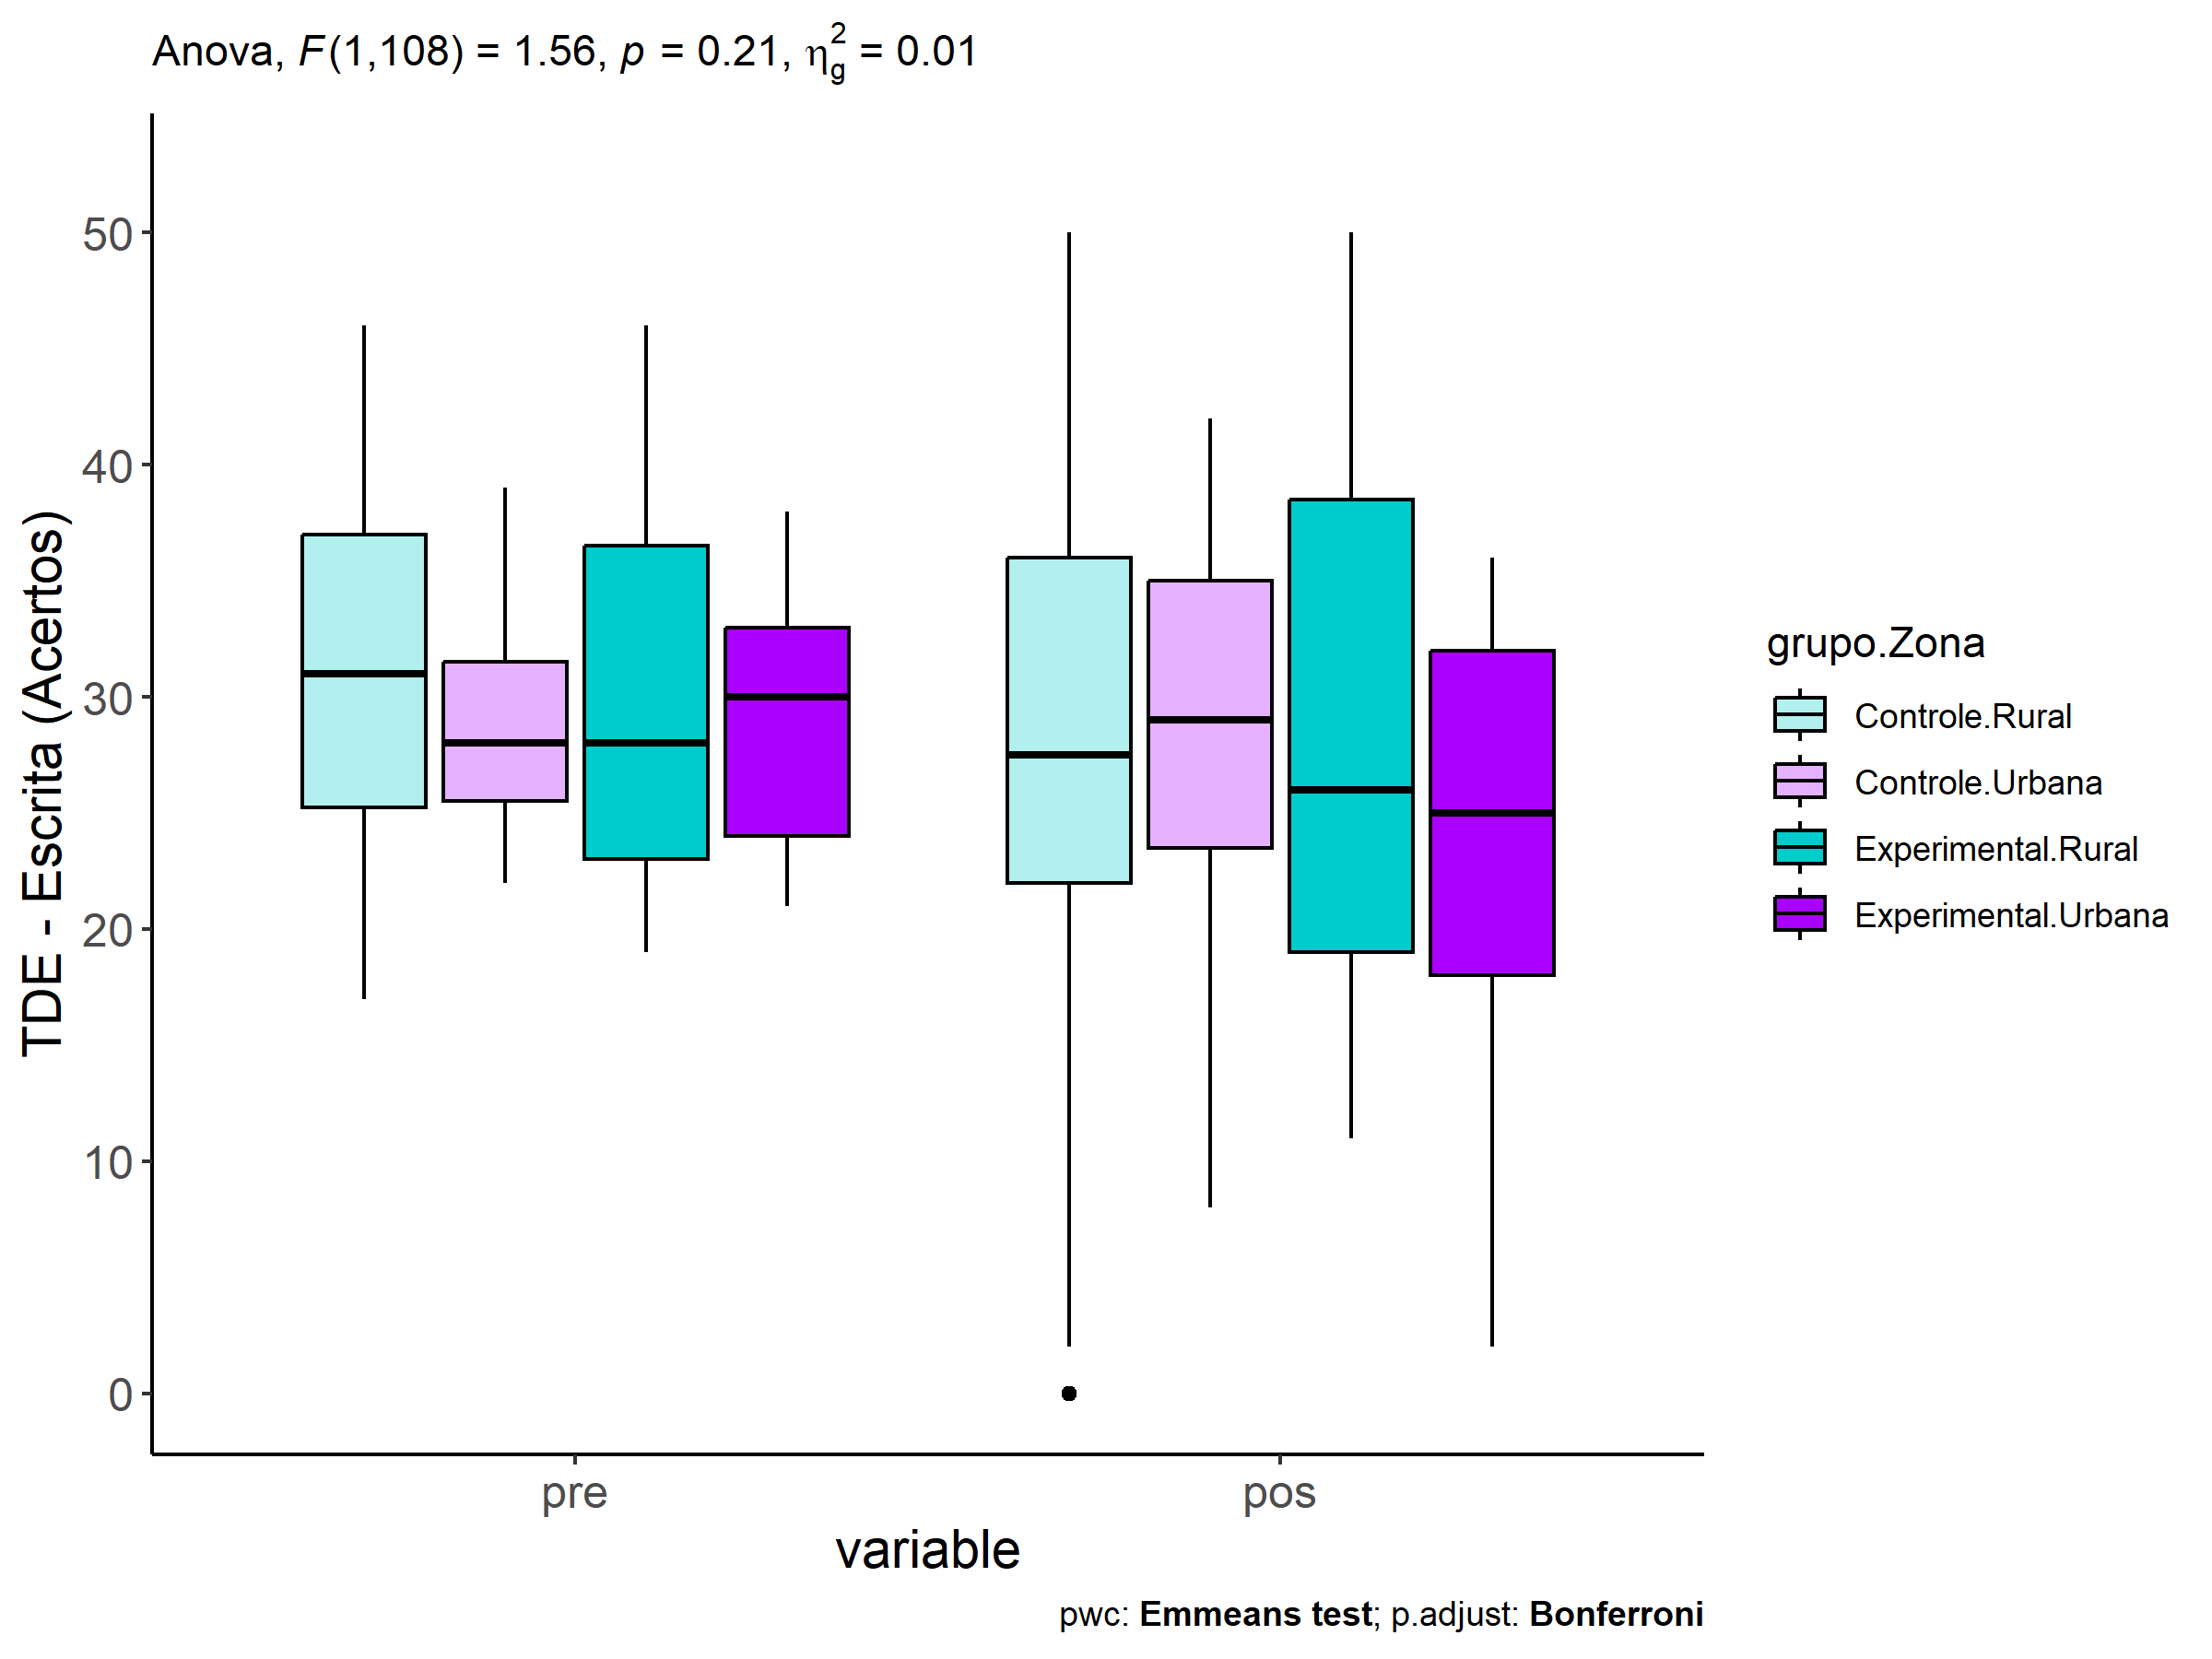 Anova, F(1,108) = 1.56, p = 0.21, η²g = 0.01
TDE - Escrita (Acertos)
50
40
30
20
10
0
pre
pos
variable
grupo.Zona
Controle.Rural
Controle.Urbana
Experimental.Rural
Experimental.Urbana
pwc: Emmeans test; p.adjust: Bonferroni